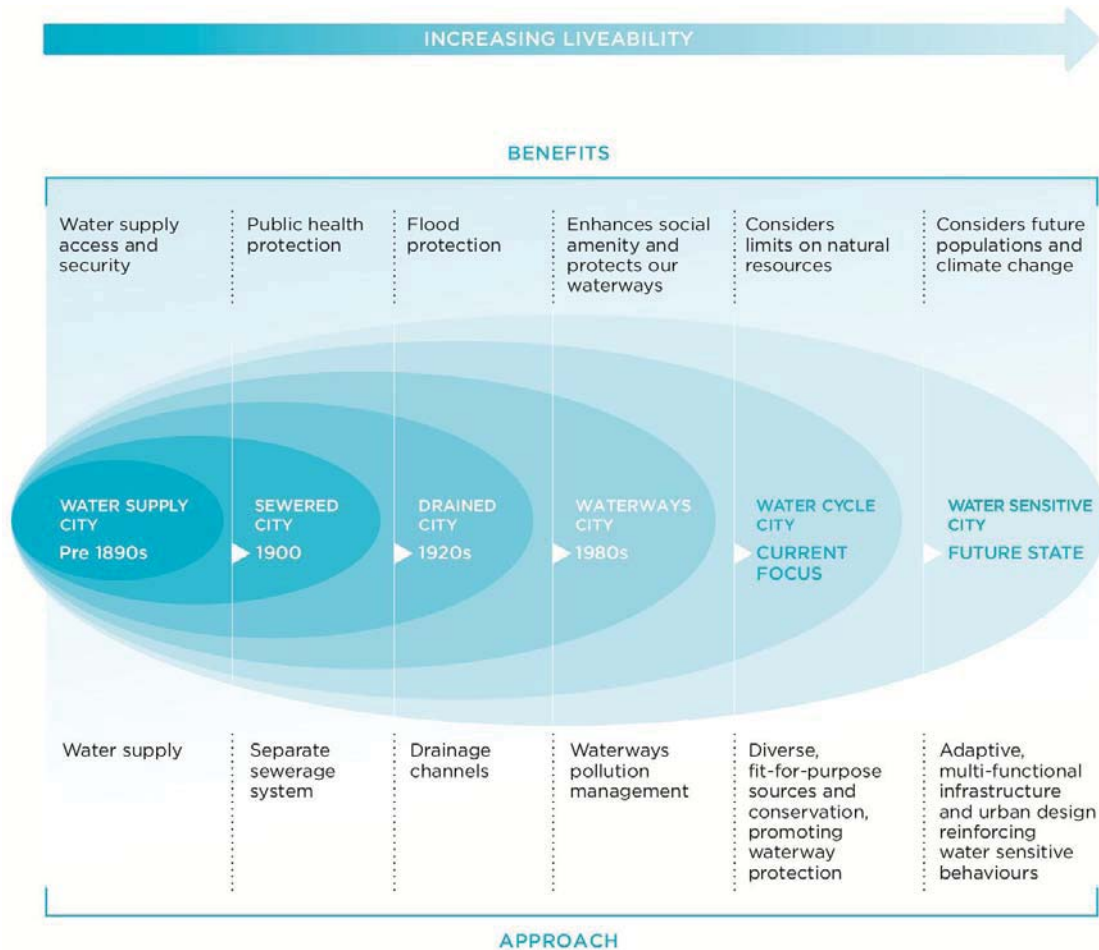 INCREASING LIVEABILITY
BENEFITS
Water supply
access and
security
Public health
protection
Flood
protection
Enhances social
amenity and
protects our
waterways
Considers
limits on natural
resources
Considers future
populations and
climate change
WATER SUPPLY
CITY
Pre 1890s
SEWERED
CITY
1900
DRAINED
CITY
1920s
WATERWAYS
CITY
1980s
WATER CYCLE
CITY
CURRENT
FOCUS
WATER SENSITIVE
CITY
FUTURE STATE
Water supply
Separate
sewerage
system
Drainage
channels
Waterways
pollution
management
Diverse,
fit-for-purpose
sources and
conservation,
promoting
waterway
protection
Adaptive,
multi-functional
infrastructure
and urban design
reinforcing
water sensitive
behaviours
APPROACH